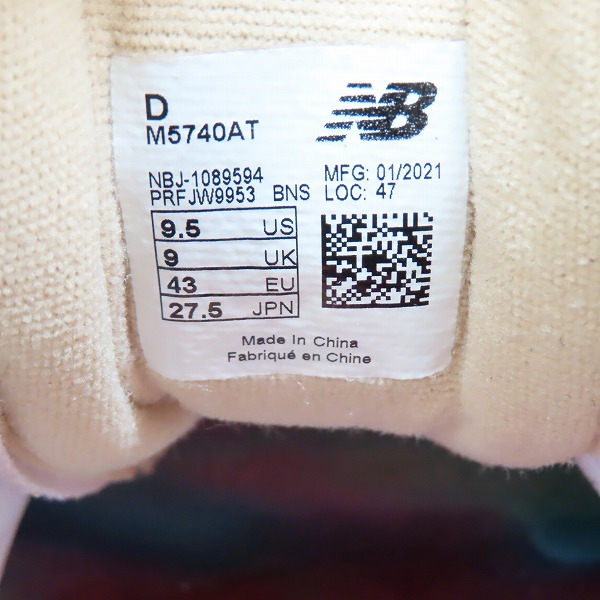 D
M5740AT
NB
NBJ-1089594
PRFJW9953 BNS
MFG: 01/2021
LOC: 47
9.5 US
9 UK
43 EU
27.5 JPN
Made In China
Fabriqué en Chine